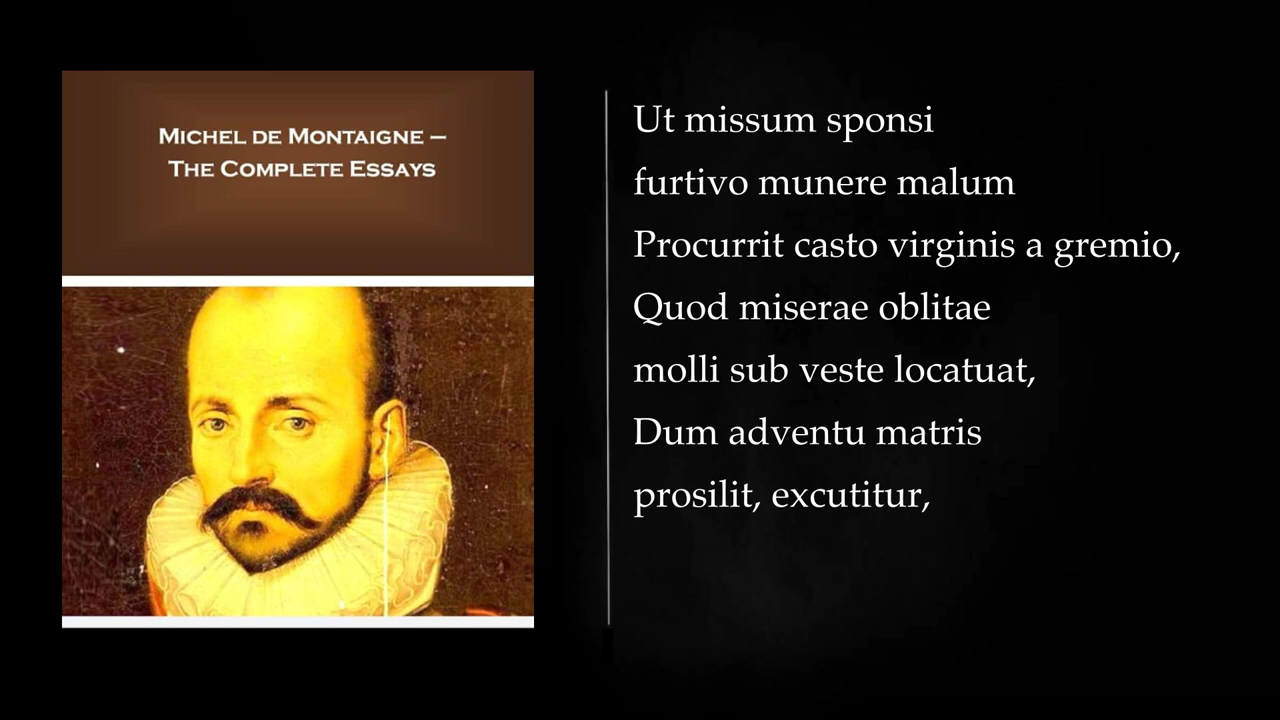 MICHEL DE MONTAIGNE –
THE COMPLETE ESSAYS
Ut missum sponsi
furtivo munere malum
Procurrit casto virginis a gremio,
Quod miserae oblitae
molli sub veste locatuat,
Dum adventu matris
prosilit, excutitur,